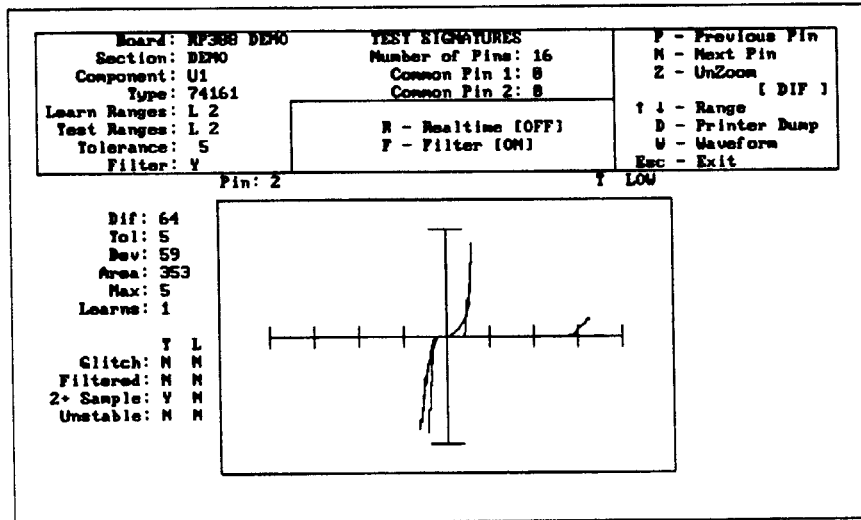 Board: RP388 DEMO
Section: DEMO
Component: U1
Type: 74161
Learn Ranges: L 2
Test Ranges: L 2
Tolerance: 5
Filter: Y
TEST SIGNATURES
Number of Pins: 16
Common Pin 1: 8
Common Pin 2: 8
R - Realtime [OFF]
F - Filter [ON]
P - Previous Pin
N - Next Pin
Z - UnZoom
[ DIF ]
↑ ↓ - Range
D - Printer Dump
W - Waveform
Esc - Exit
Pin: 2
T LOW
Dif: 64
Tol: 5
Dev: 59
Area: 353
Max: 5
Learns: 1
T L
Glitch: N N
Filtered: N N
2+ Sample: Y N
Unstable: N N